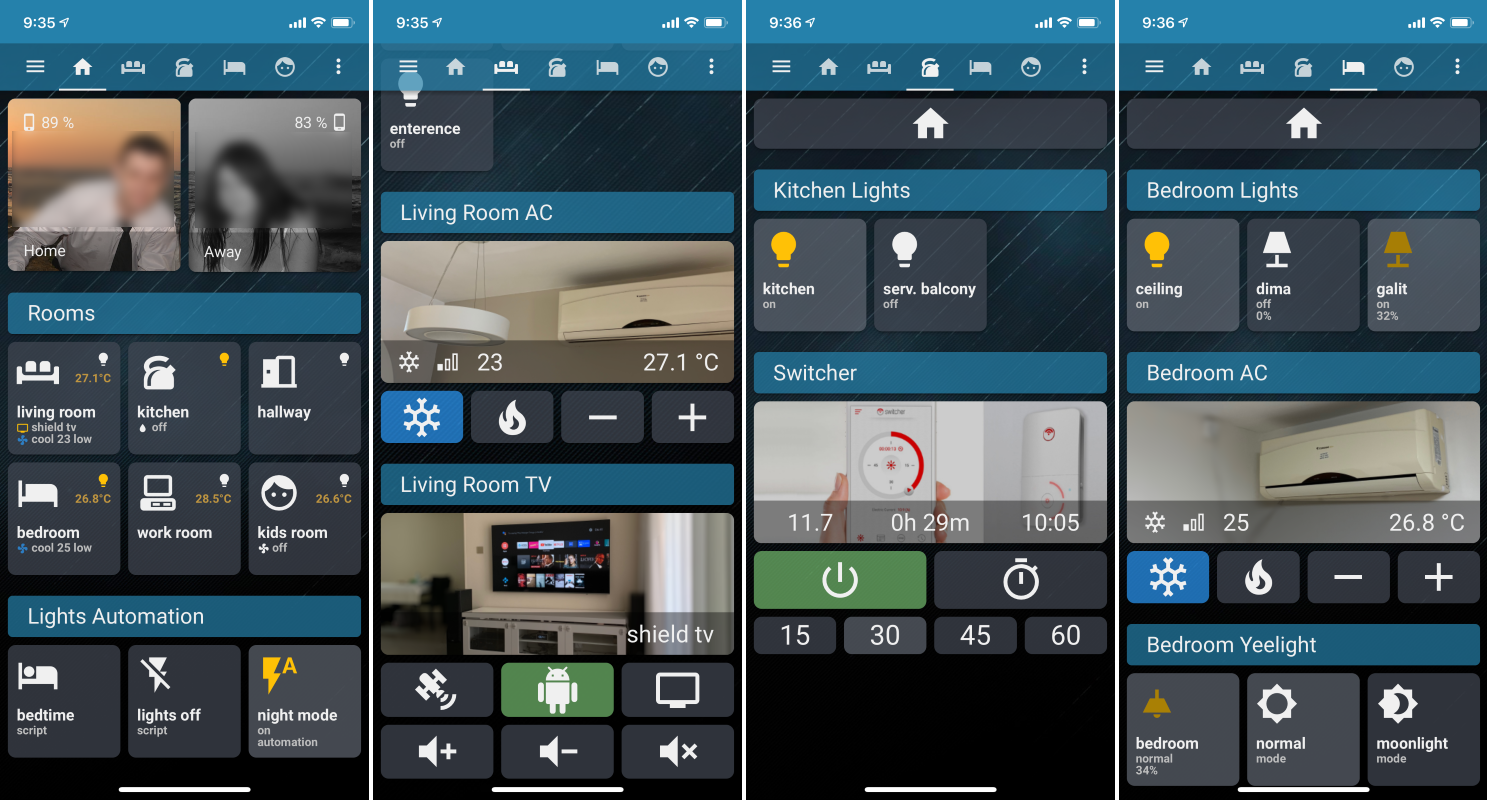 9:35
89 %
83 %
Home
Away
Rooms
27.1°C
living room
shield tv
cool 23 low
kitchen
off
hallway
26.8°C
bedroom
cool 25 low
28.5°C
work room
26.6°C
kids room
off
Lights Automation
bedtime
script
lights off
script
A
night mode
on
automation
9:35
enterence
off
Living Room AC
23
27.1 °C
Living Room TV
shield tv
9:36
Kitchen Lights
kitchen
on
serv. balcony
off
Switcher
switcher
11.7
0h 29m
10:05
15
30
45
60
9:36
Bedroom Lights
ceiling
on
dima
off
0%
galit
on
32%
Bedroom AC
25
26.8 °C
Bedroom Yeelight
bedroom
normal
34%
normal
mode
moonlight
mode